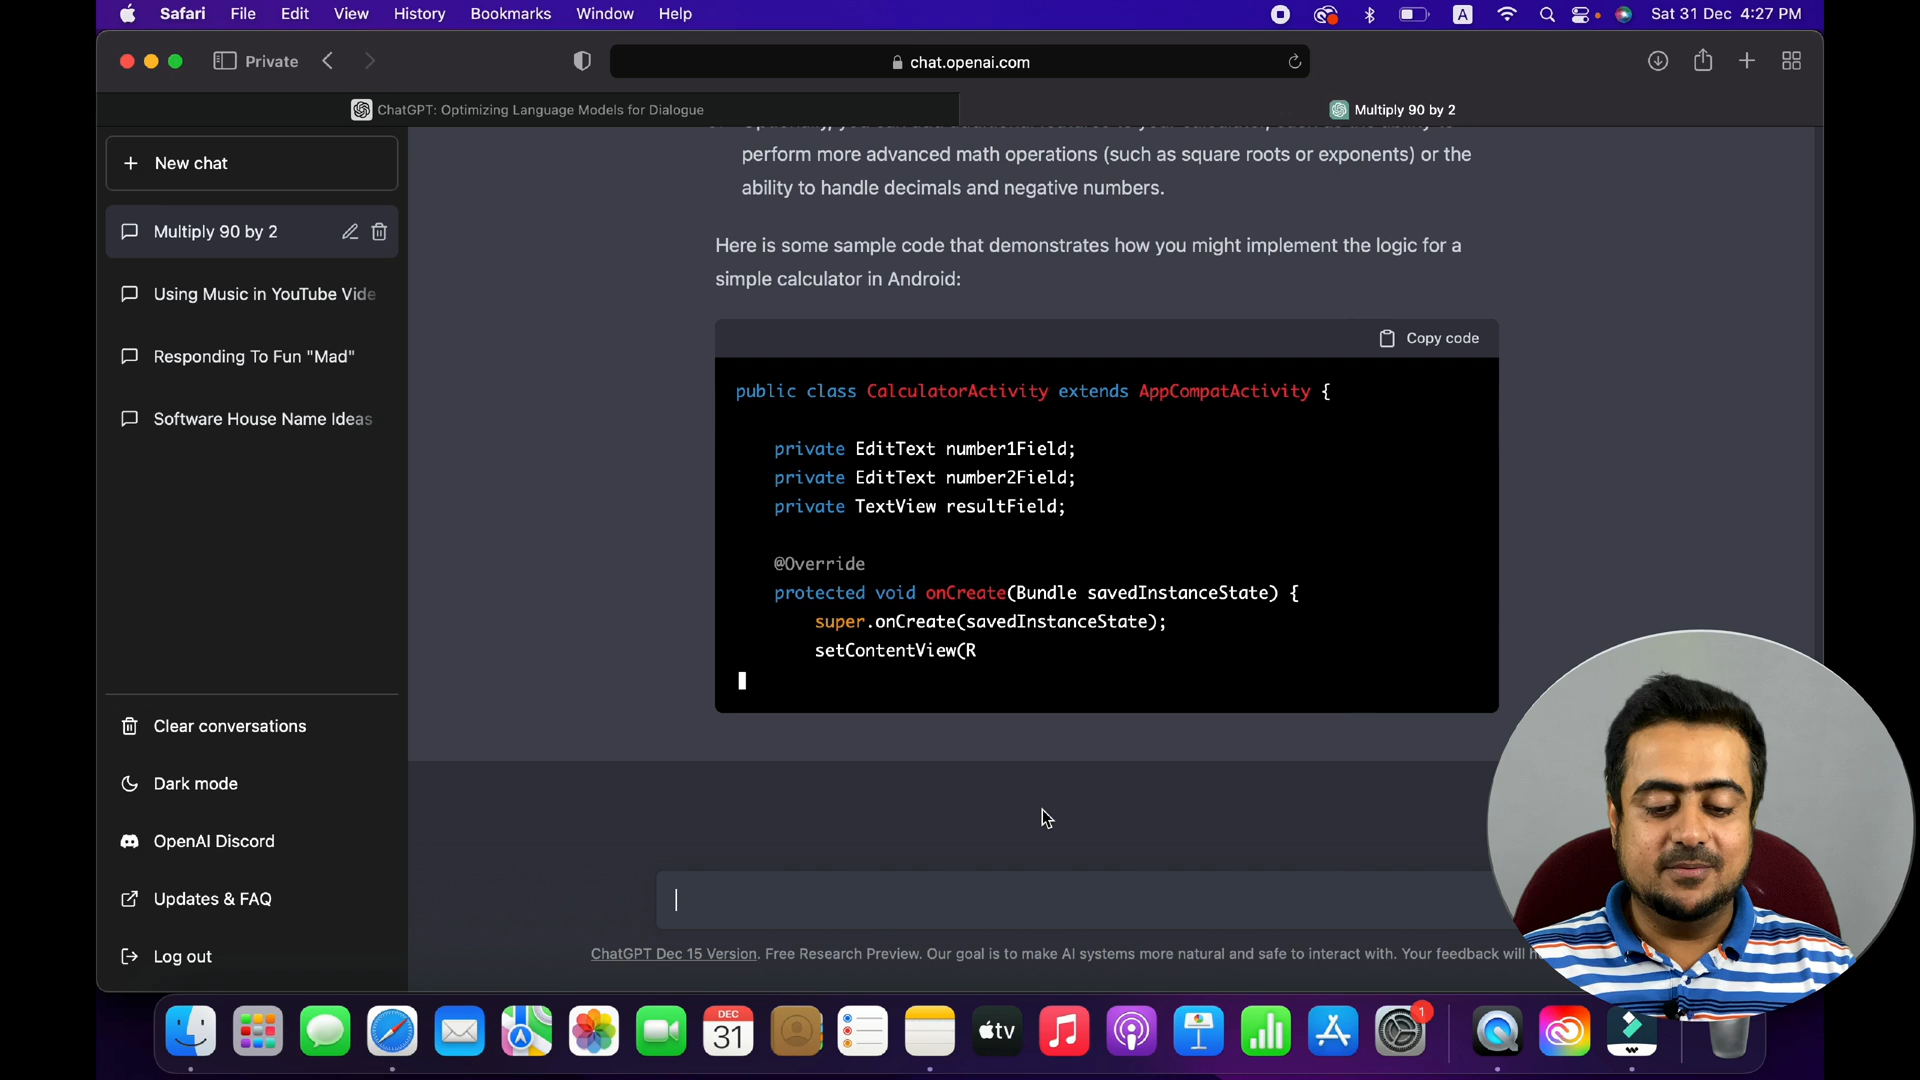 Safari File Edit View History Bookmarks Window Help
A
Sat 31 Dec 4:27 PM
Private
chat.openai.com
ChatGPT: Optimizing Language Models for Dialogue
Multiply 90 by 2
New chat
Multiply 90 by 2
Using Music in YouTube Vide
Responding To Fun "Mad"
Software House Name Ideas
Clear conversations
Dark mode
OpenAI Discord
Updates & FAQ
Log out
perform more advanced math operations (such as square roots or exponents) or the
ability to handle decimals and negative numbers.
Here is some sample code that demonstrates how you might implement the logic for a
simple calculator in Android:
Copy code
public class CalculatorActivity extends AppCompatActivity {
private EditText number1Field;
private EditText number2Field;
private TextView resultField;
@Override
protected void onCreate(Bundle savedInstanceState) {
super.onCreate(savedInstanceState);
setContentView(R
ChatGPT Dec 15 Version. Free Research Preview. Our goal is to make AI systems more natural and safe to interact with. Your feedback will
DEC
31
tv
1